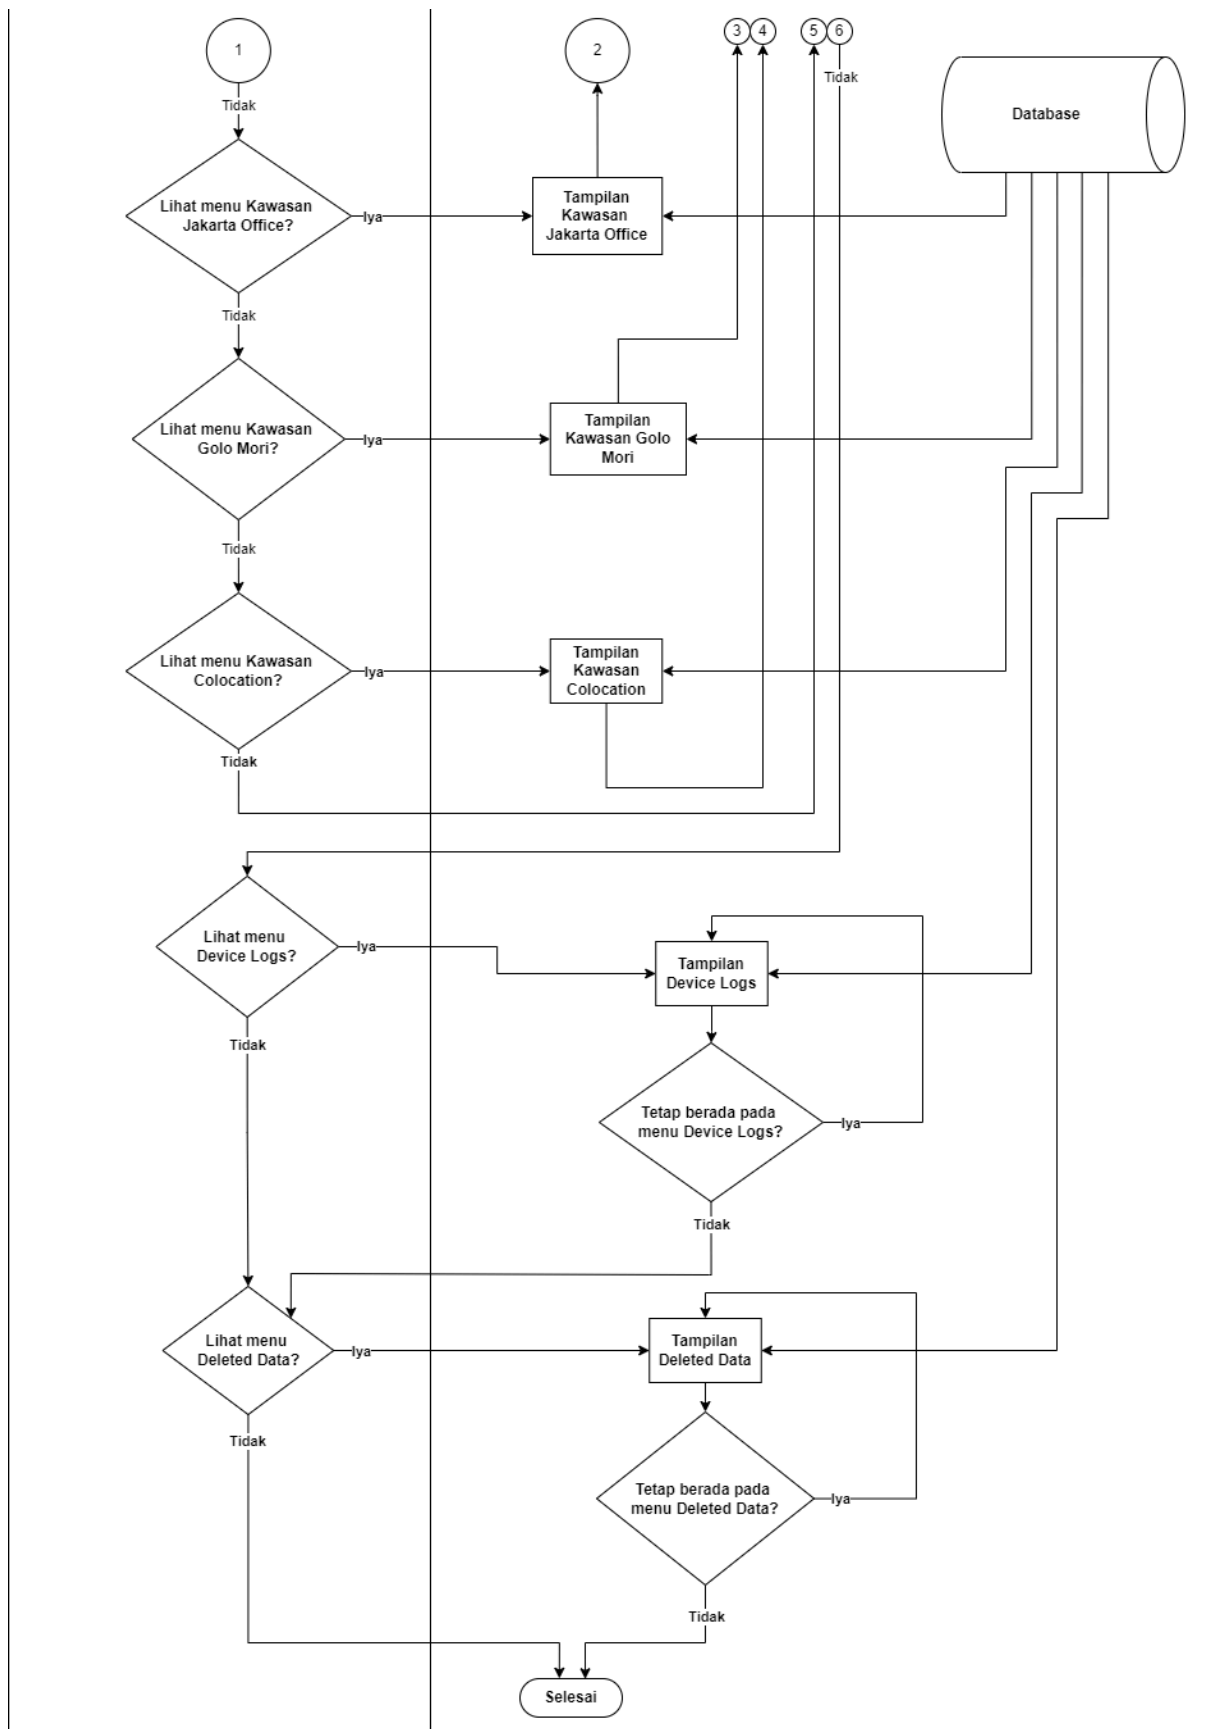 1
2
3
4
5
6
Tidak
Tidak
Database
Lihat menu Kawasan
Jakarta Office?
Iya
Tampilan
Kawasan
Jakarta Office
Tidak
Lihat menu Kawasan
Golo Mori?
Iya
Tampilan
Kawasan Golo
Mori
Tidak
Lihat menu Kawasan
Colocation?
Iya
Tampilan
Kawasan
Colocation
Tidak
Lihat menu
Device Logs?
Iya
Tampilan
Device Logs
Tidak
Tetap berada pada
menu Device Logs?
Iya
Tidak
Lihat menu
Deleted Data?
Iya
Tampilan
Deleted Data
Tidak
Tetap berada pada
menu Deleted Data?
Iya
Tidak
Selesai